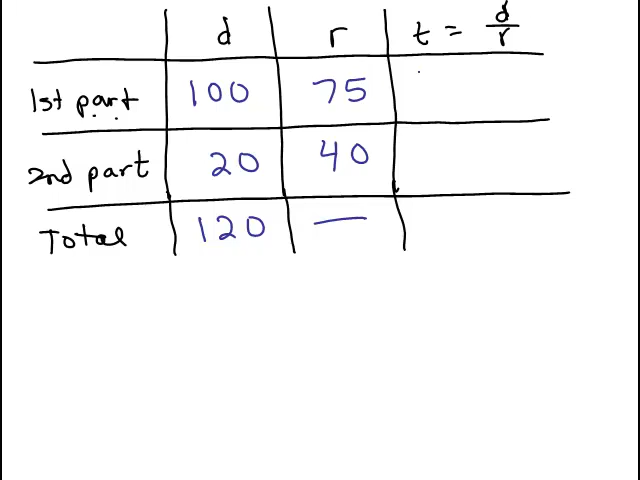 d r t = d/r
1st part 100 75
2nd part 20 40
Total 120 —